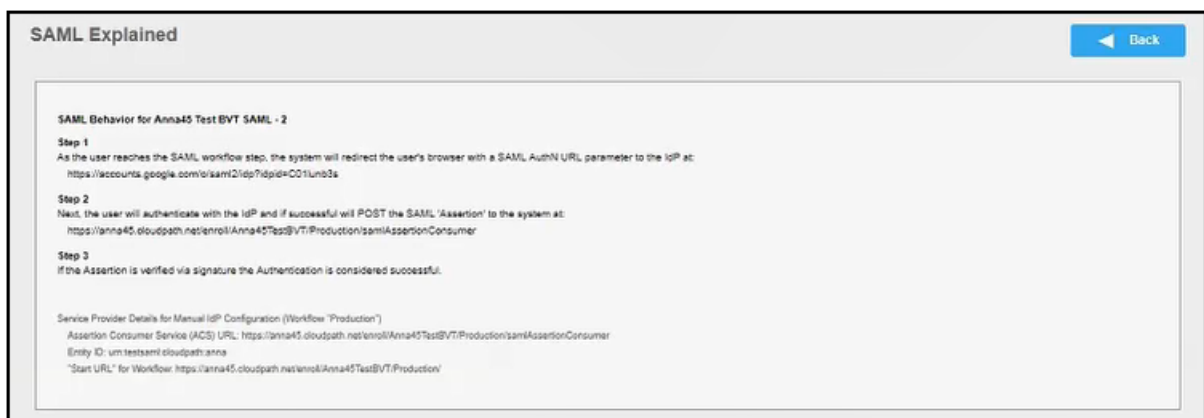 SAML Explained
Back
SAML Behavior for Anna45 Test BVT SAML - 2
Step 1
As the user reaches the SAML workflow step, the system will redirect the user's browser with a SAML AuthN URL parameter to the IdP at:
https://accounts.google.com/o/saml2/idp?idpid=C01lunb3s
Step 2
Next, the user will authenticate with the IdP and if successful will POST the SAML 'Assertion' to the system at:
https://anna45.cloudpath.net/enroll/Anna45TestBVT/Production/samlAssertionConsumer
Step 3
If the Assertion is verified via signature the Authentication is considered successful.
Service Provider Details for Manual IdP Configuration (Workflow "Production")
Assertion Consumer Service (ACS) URL: https://anna45.cloudpath.net/enroll/Anna45TestBVT/Production/samlAssertionConsumer
Entity ID: urn:testsaml:cloudpath:anna
"Start URL" for Workflow: https://anna45.cloudpath.net/enroll/Anna45TestBVT/Production/